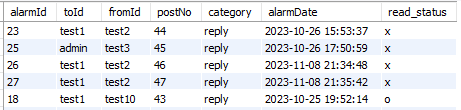 alarmId toId fromId postNo category alarmDate read_status
23 test1 test2 44 reply 2023-10-26 15:53:37 x
25 admin test3 45 reply 2023-10-26 17:50:59 x
26 test1 test2 46 reply 2023-11-08 21:34:48 x
27 test1 test2 47 reply 2023-11-08 21:35:42 x
18 test1 test10 43 reply 2023-10-25 19:52:14 o